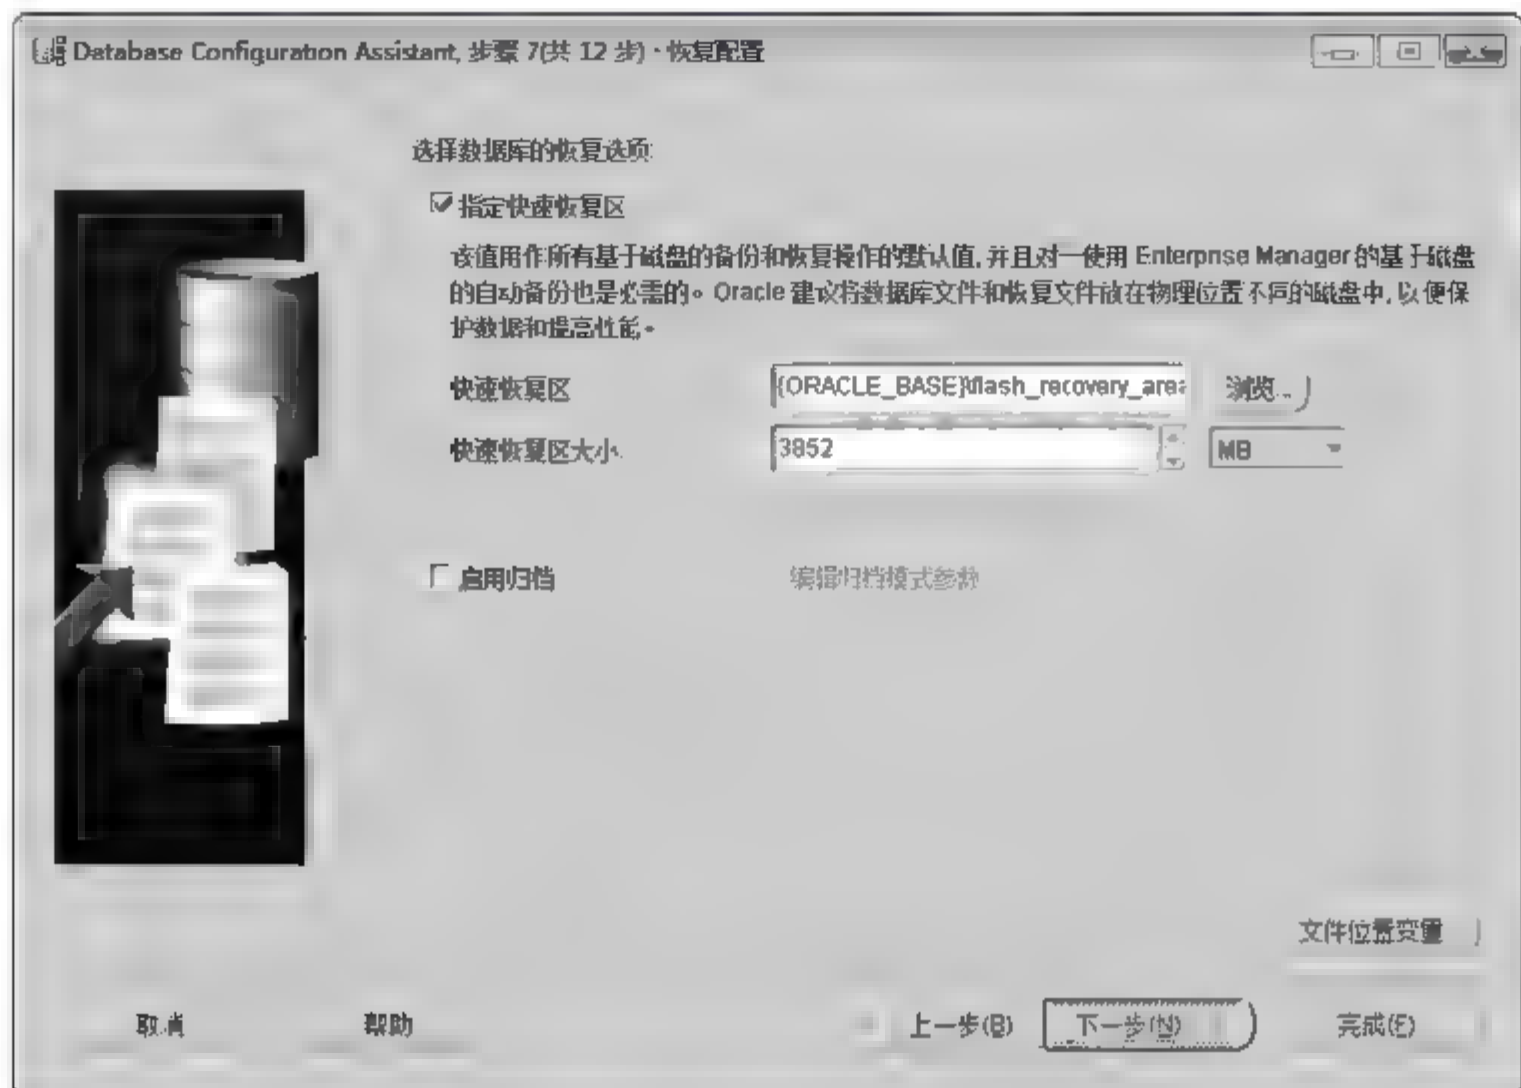 Database Configuration Assistant, 步骤 7(共 12 步) - 恢复配置
选择数据库的恢复选项:
指定快速恢复区
该值用作所有基于磁盘的备份和恢复操作的默认值, 并且对一使用 Enterprise Manager 的基于磁盘
的自动备份也是必需的。Oracle 建议将数据库文件和恢复文件放在物理位置不同的磁盘中, 以便保
护数据和提高性能。
快速恢复区 {ORACLE_BASE}\flash_recovery_area 浏览...
快速恢复区大小: 3852 MB
启用归档 编辑归档模式参数
文件位置变量
取消 帮助 上一步(B) 下一步(N) 完成(F)